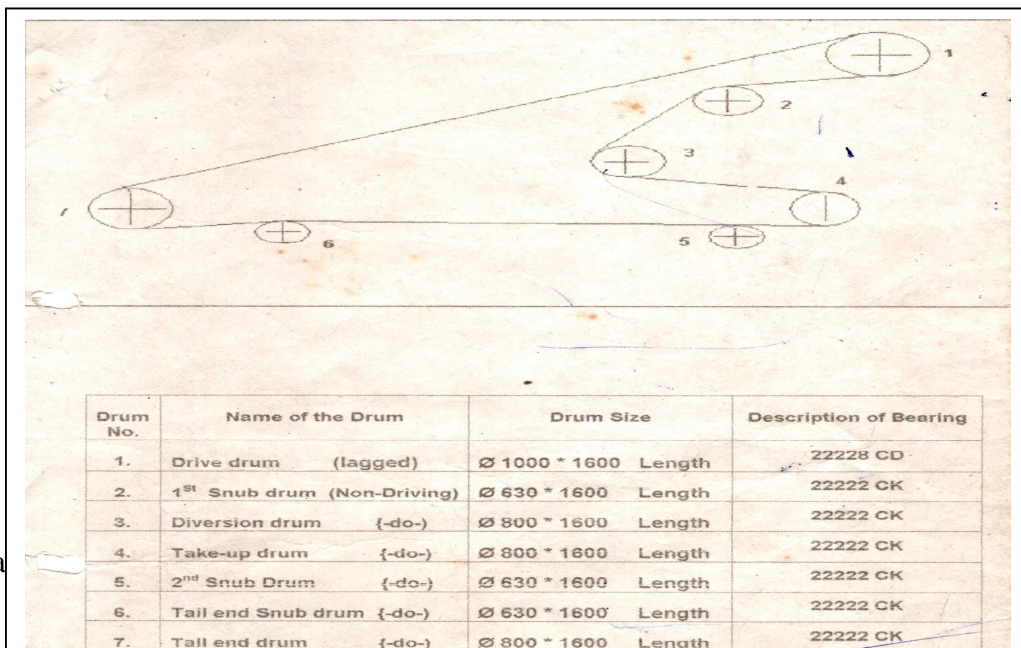 1
2
3
4
7
6
5
Drum No.	Name of the Drum	Drum Size	Description of Bearing
1.	Drive drum (lagged)	Ø 1000 * 1600 Length	22228 CD
2.	1st Snub drum (Non-Driving)	Ø 630 * 1600 Length	22222 CK
3.	Diversion drum {-do-)	Ø 800 * 1600 Length	22222 CK
4.	Take-up drum {-do-)	Ø 800 * 1600 Length	22222 CK
5.	2nd Snub Drum {-do-)	Ø 630 * 1600 Length	22222 CK
6.	Tail end Snub drum {-do-)	Ø 630 * 1600 Length	22222 CK
7.	Tail end drum {-do-)	Ø 800 * 1600 Length	22222 CK
a